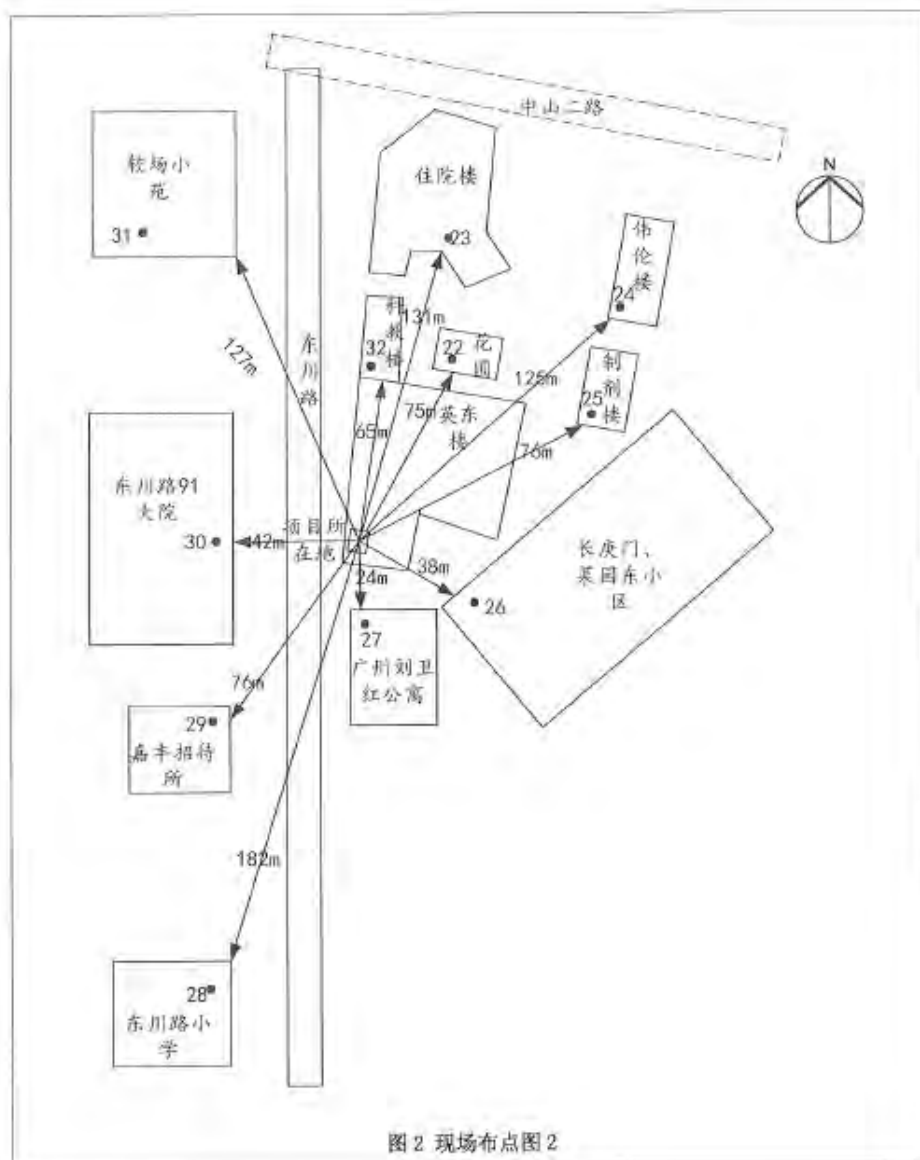 中山二路
N
较场小
苑
31
住院楼
23
伟
伦
楼
24
东
川
路
科
教
楼
32
131m
22
花
园
制
剂
楼
25
127m
125m
75m
英东
楼
65m
76m
东川路91
大院
30
42m
项目所
在地
24m
38m
长庚门、
菜园东小
区
26
27
广州刘卫
红公寓
76m
29
嘉丰招待
所
182m
28
东川路小
学
图2 现场布点图2